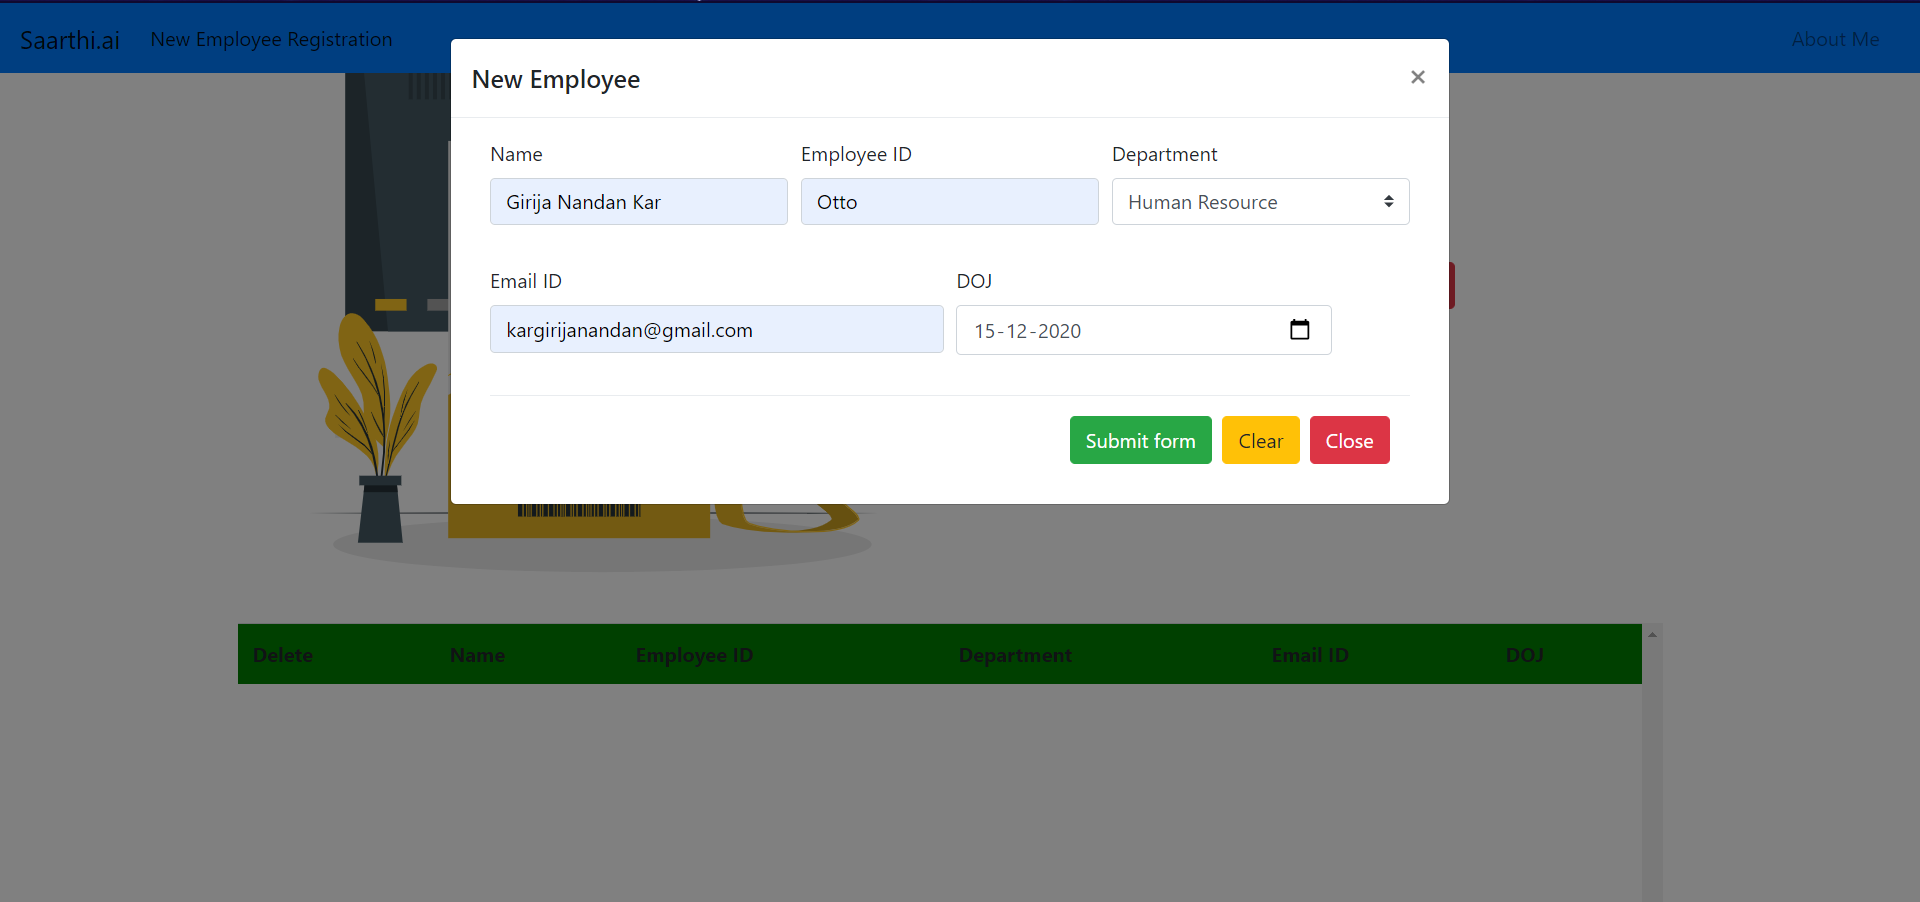 Saarthi.ai New Employee Registration About Me
New Employee ×
Name Employee ID Department
Girija Nandan Kar Otto Human Resource
Email ID DOJ
kargirijanandan@gmail.com 15-12-2020
Submit form Clear Close
Delete Name Employee ID Department Email ID DOJ